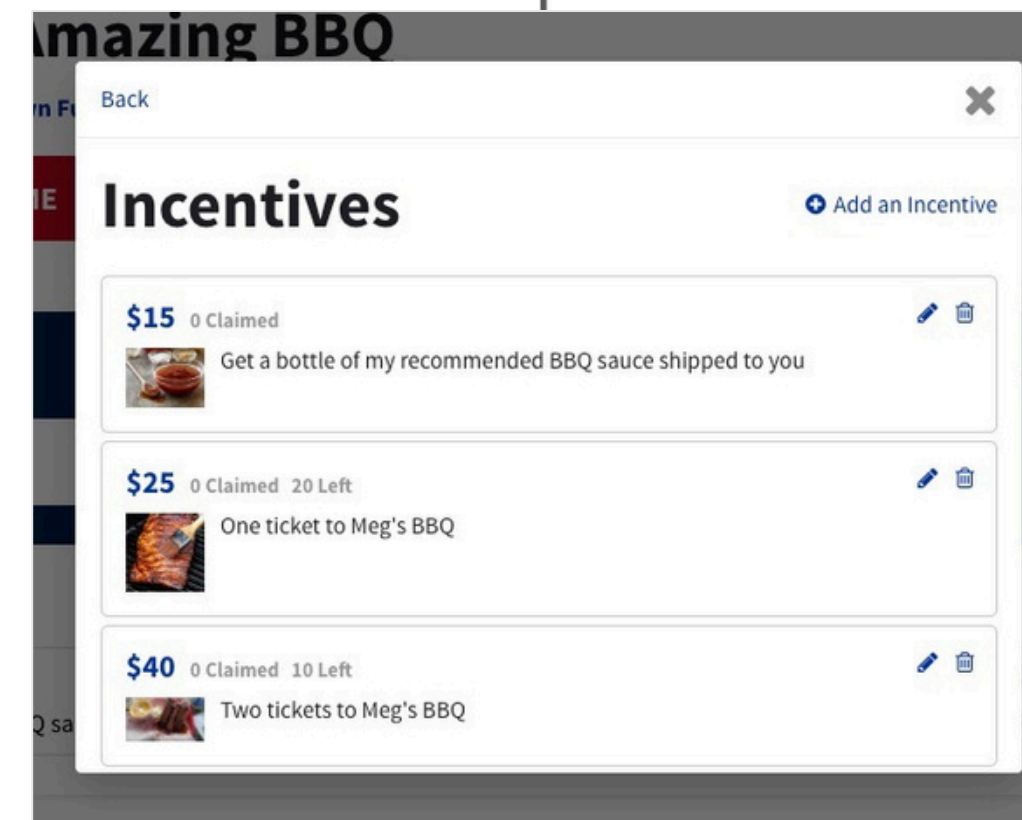 Amazing BBQ
Back
Incentives
Add an Incentive
$15 0 Claimed
Get a bottle of my recommended BBQ sauce shipped to you
$25 0 Claimed 20 Left
One ticket to Meg's BBQ
$40 0 Claimed 10 Left
Two tickets to Meg's BBQ